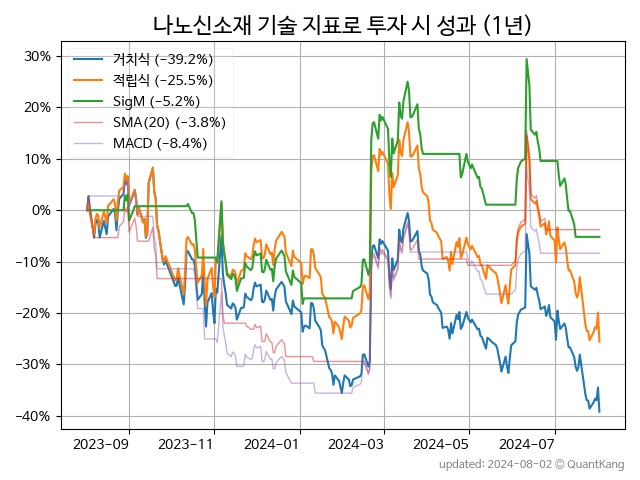 나노신소재 기술 지표로 투자 시 성과 (1년)
30%
20%
10%
0%
−10%
−20%
−30%
−40%
거치식 (−39.2%)
적립식 (−25.5%)
SigM (−5.2%)
SMA(20) (−3.8%)
MACD (−8.4%)
2023-09
2023-11
2024-01
2024-03
2024-05
2024-07
updated: 2024-08-02 © QuantKang